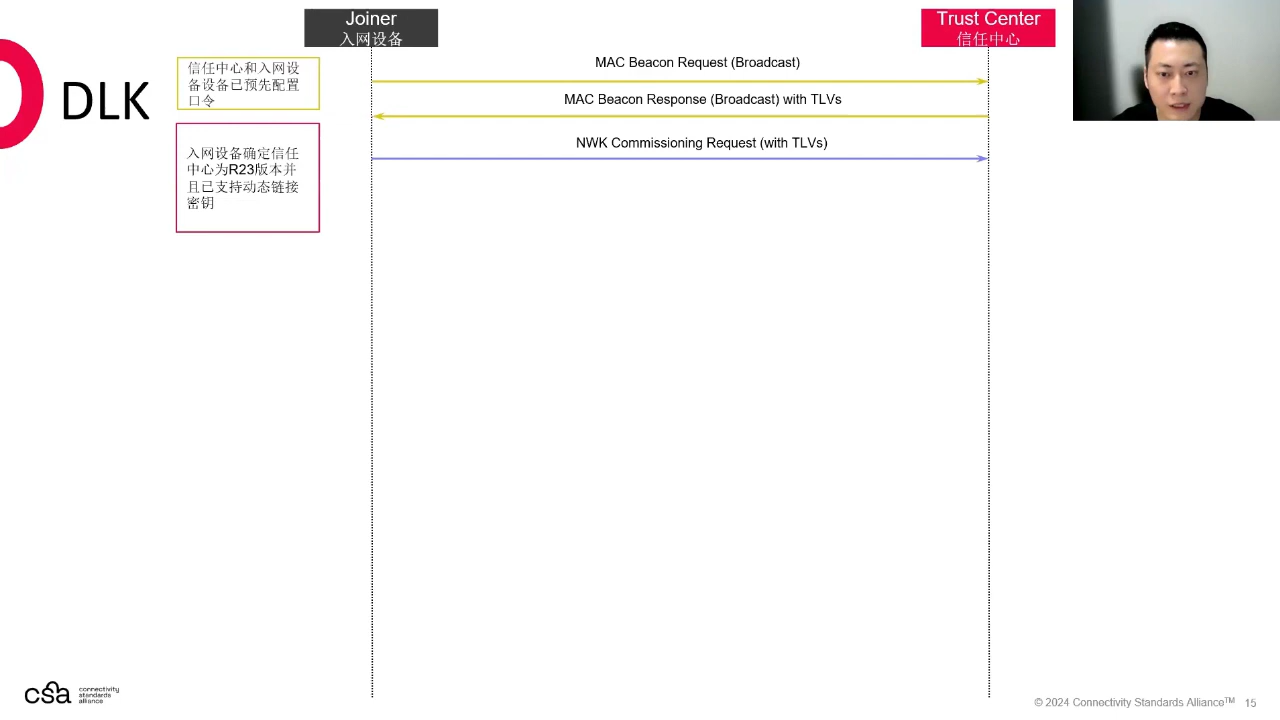 Joiner
入网设备
Trust Center
信任中心
DLK
信任中心和入网设
备设备已预先配置
口令
MAC Beacon Request (Broadcast)
MAC Beacon Response (Broadcast) with TLVs
NWK Commissioning Request (with TLVs)
入网设备确定信任
中心为R23版本并
且已支持动态链接
密钥
csa connectivity
standards
alliance
© 2024 Connectivity Standards Alliance™ 15